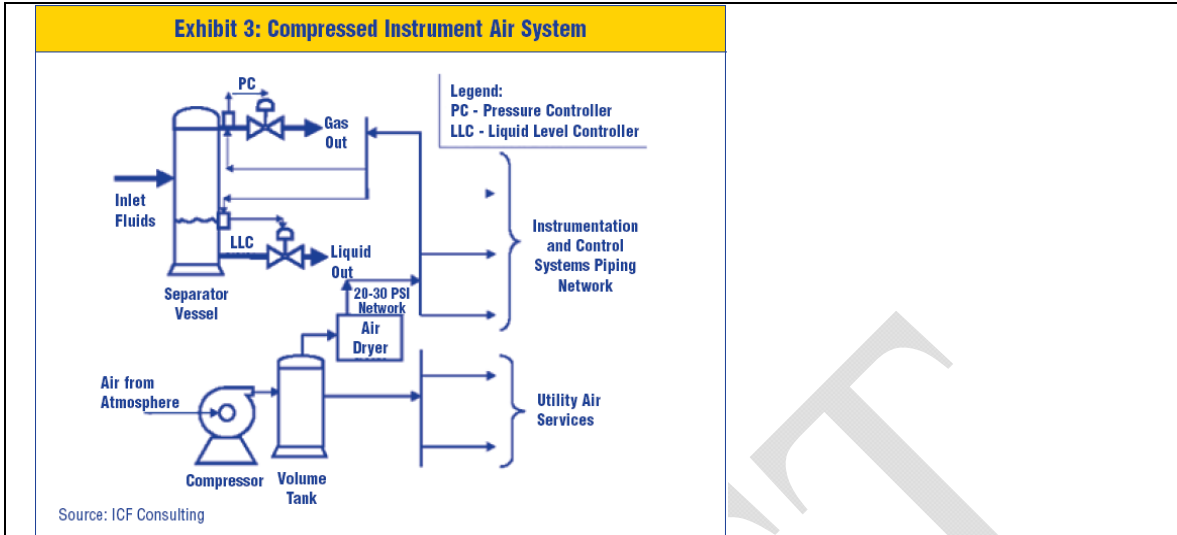 Exhibit 3: Compressed Instrument Air System
PC
Gas
Out
Legend:
PC - Pressure Controller
LLC - Liquid Level Controller
Inlet
Fluids
LLC
Liquid
Out
Separator
Vessel
20-30 PSI
Network
Air
Dryer
Instrumentation
and Control
Systems Piping
Network
Air from
Atmosphere
Compressor
Volume
Tank
Utility Air
Services
Source: ICF Consulting